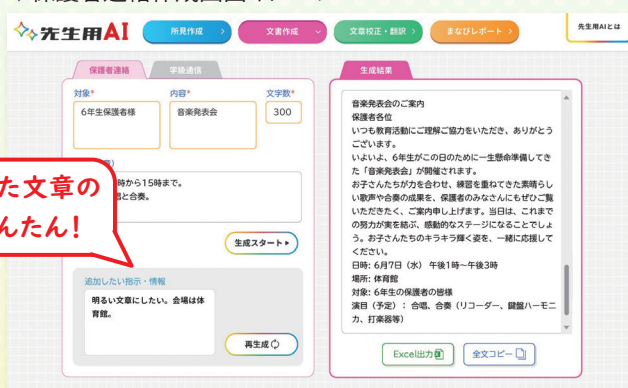 先生用AI
所見作成
文書作成
文章校正・翻訳
まなびレポート
先生用AIとは
保護者連絡
学級通信
対象*
内容*
文字数*
6年生保護者様
音楽発表会
300
時から15時まで。
唱と合奏。
た文章の
んたん!
生成スタート
追加したい指示・情報
明るい文章にしたい。会場は体
育館。
再生成
生成結果
音楽発表会のご案内
保護者各位
いつも教育活動にご理解ご協力をいただき、ありがとう
ございます。
いよいよ、6年生がこの日のために一生懸命準備してき
た「音楽発表会」が開催されます。
お子さんたちが力を合わせ、練習を重ねてきた素晴らし
い歌声や合奏の成果を、保護者のみなさんにもぜひご覧
いただきたく、ご案内申し上げます。当日は、これまで
の努力が実を結ぶ、感動的なステージになることでしょ
う。お子さんたちのキラキラ輝く姿を、一緒に応援して
ください。
日時: 6月7日(水) 午後1時~午後3時
場所: 体育館
対象: 6年生の保護者の皆様
演目(予定): 合唱、合奏(リコーダー、鍵盤ハーモニ
カ、打楽器等)
Excel出力
全文コピー